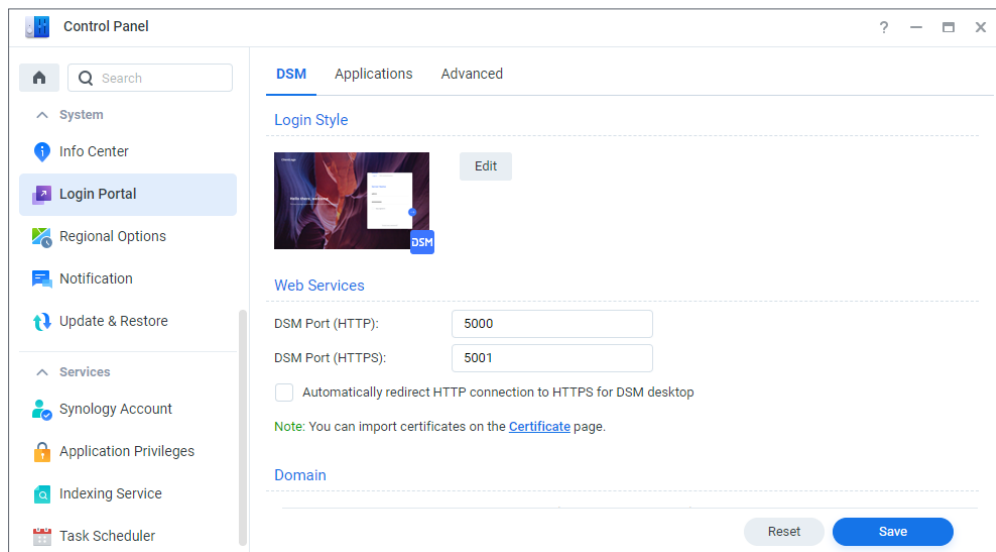 Control Panel
?
Search
DSM Applications Advanced
System
Info Center
Login Portal
Regional Options
Notification
Update & Restore
Services
Synology Account
Application Privileges
Indexing Service
Task Scheduler
Login Style
DSM
Edit
Web Services
DSM Port (HTTP): 5000
DSM Port (HTTPS): 5001
Automatically redirect HTTP connection to HTTPS for DSM desktop
Note: You can import certificates on the Certificate page.
Domain
Reset Save